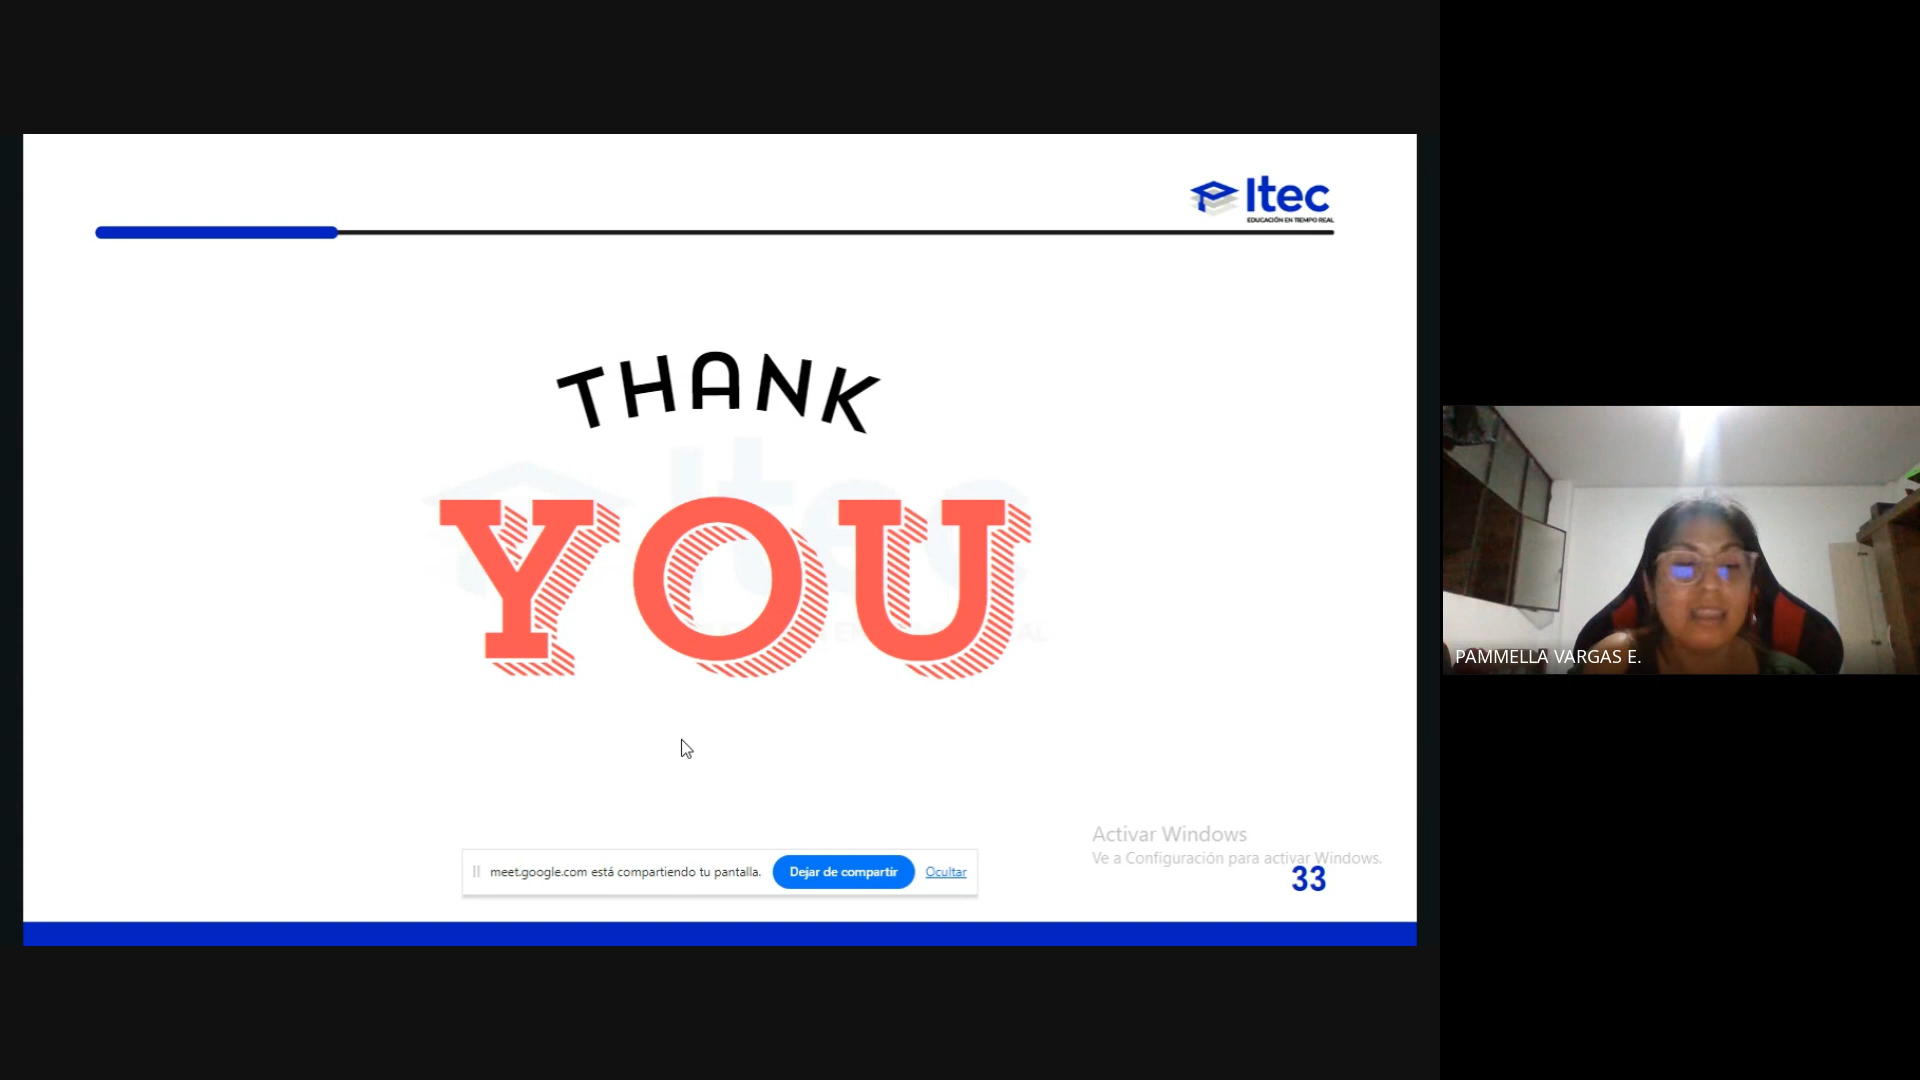 Itec
EDUCACIÓN EN TIEMPO REAL
THANK
YOU
PAMMELLA VARGAS E.
Activar Windows
Ve a Configuración para activar Windows.
meet.google.com está compartiendo tu pantalla. Dejar de compartir Ocultar
33